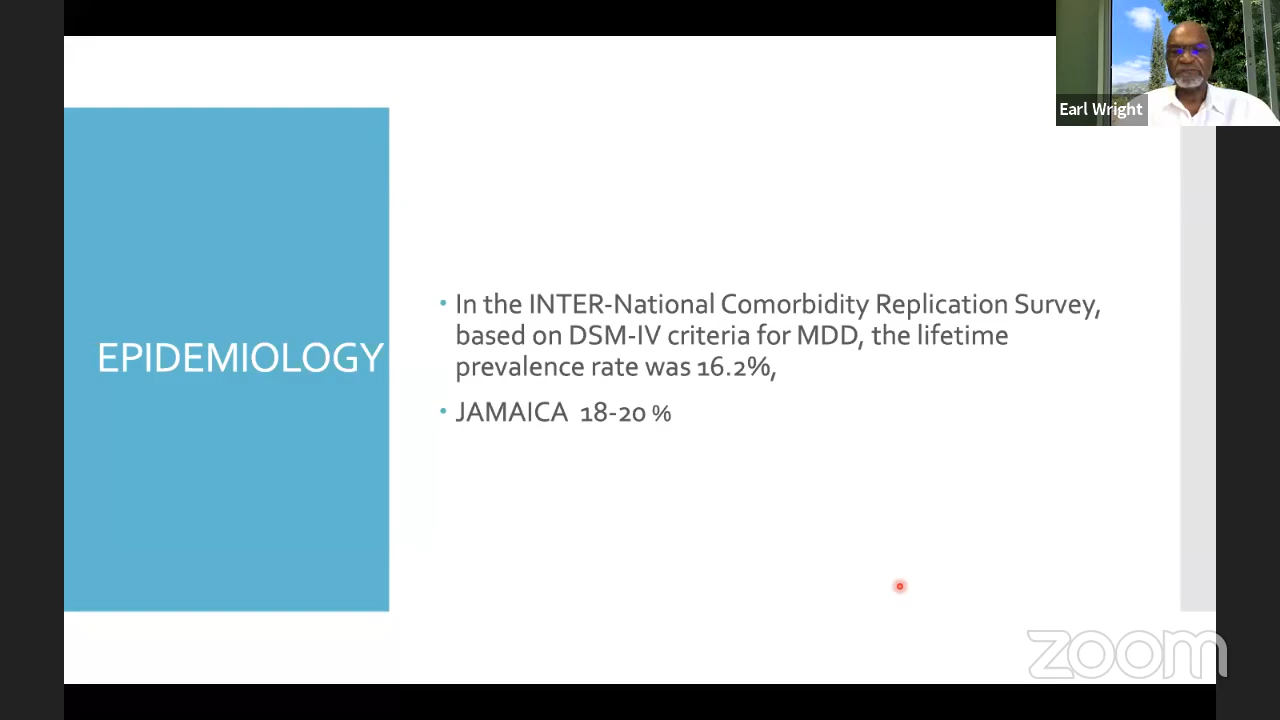 Earl Wright
EPIDEMIOLOGY
• In the INTER-National Comorbidity Replication Survey,
based on DSM-IV criteria for MDD, the lifetime
prevalence rate was 16.2%,
• JAMAICA 18-20 %
zoom